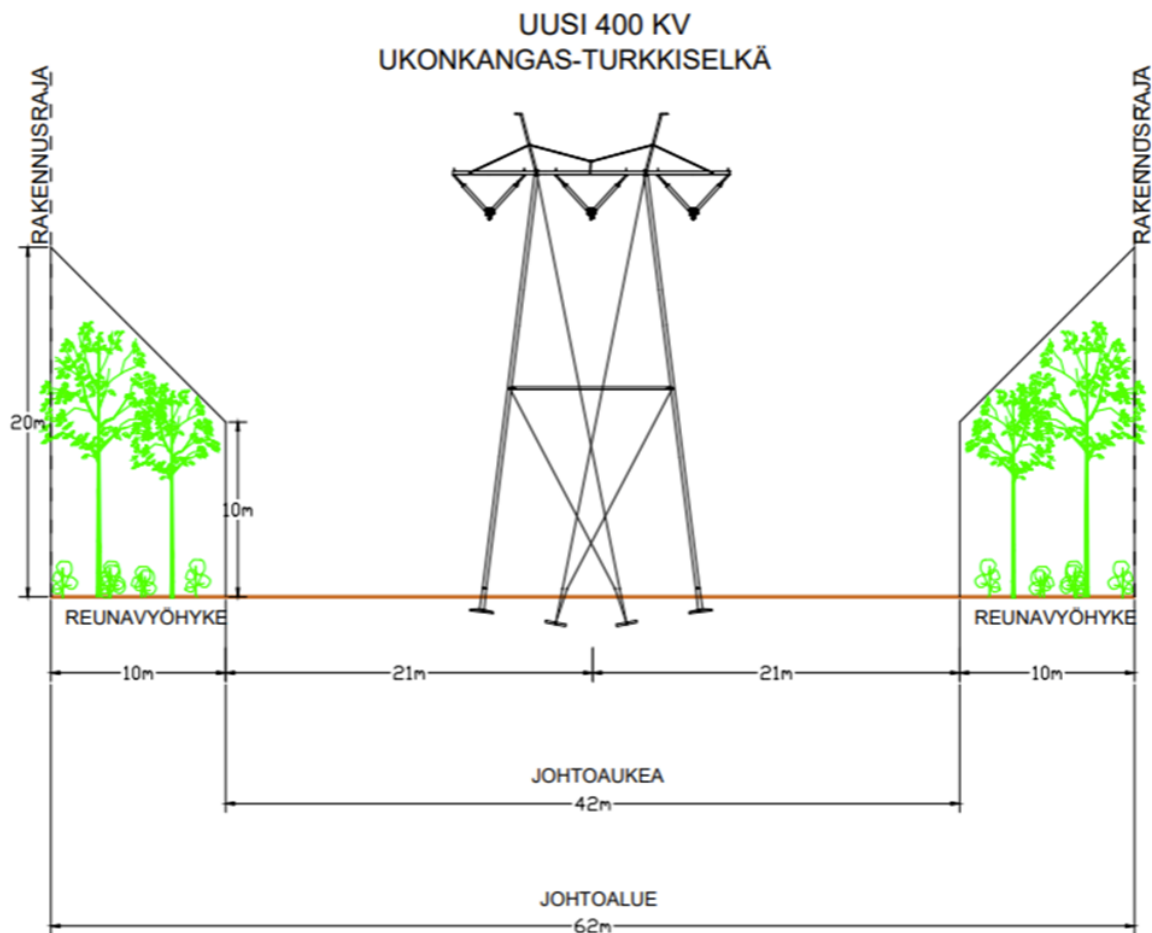 UUSI 400 KV
UKONKANGAS-TURKKISELKÄ
RAKENNUSRAJA
RAKENNUSRAJA
20m
10m
REUNAVYÖHYKE
REUNAVYÖHYKE
10m
21m
21m
10m
JOHTOAUKEA
42m
JOHTOALUE
62m